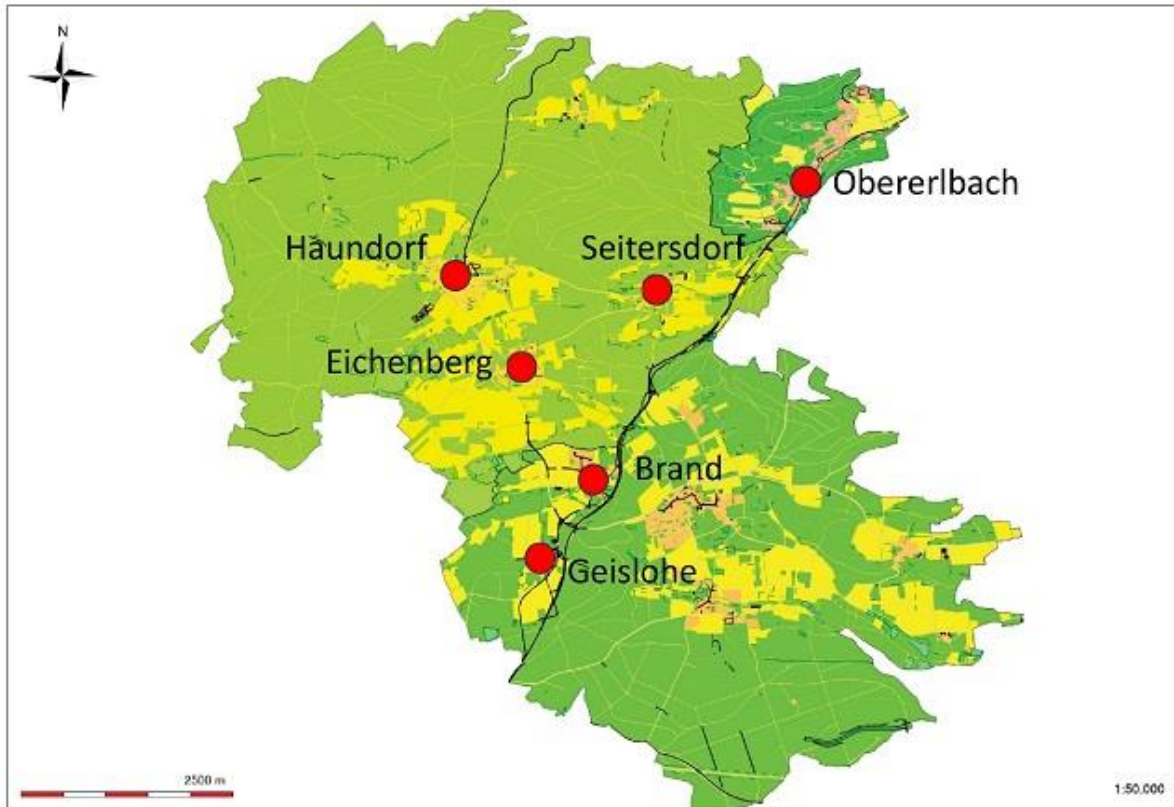 N
Obererlbach
Haundorf
Seitersdorf
Eichenberg
Brand
Geislohe
2500 m
1:50.000